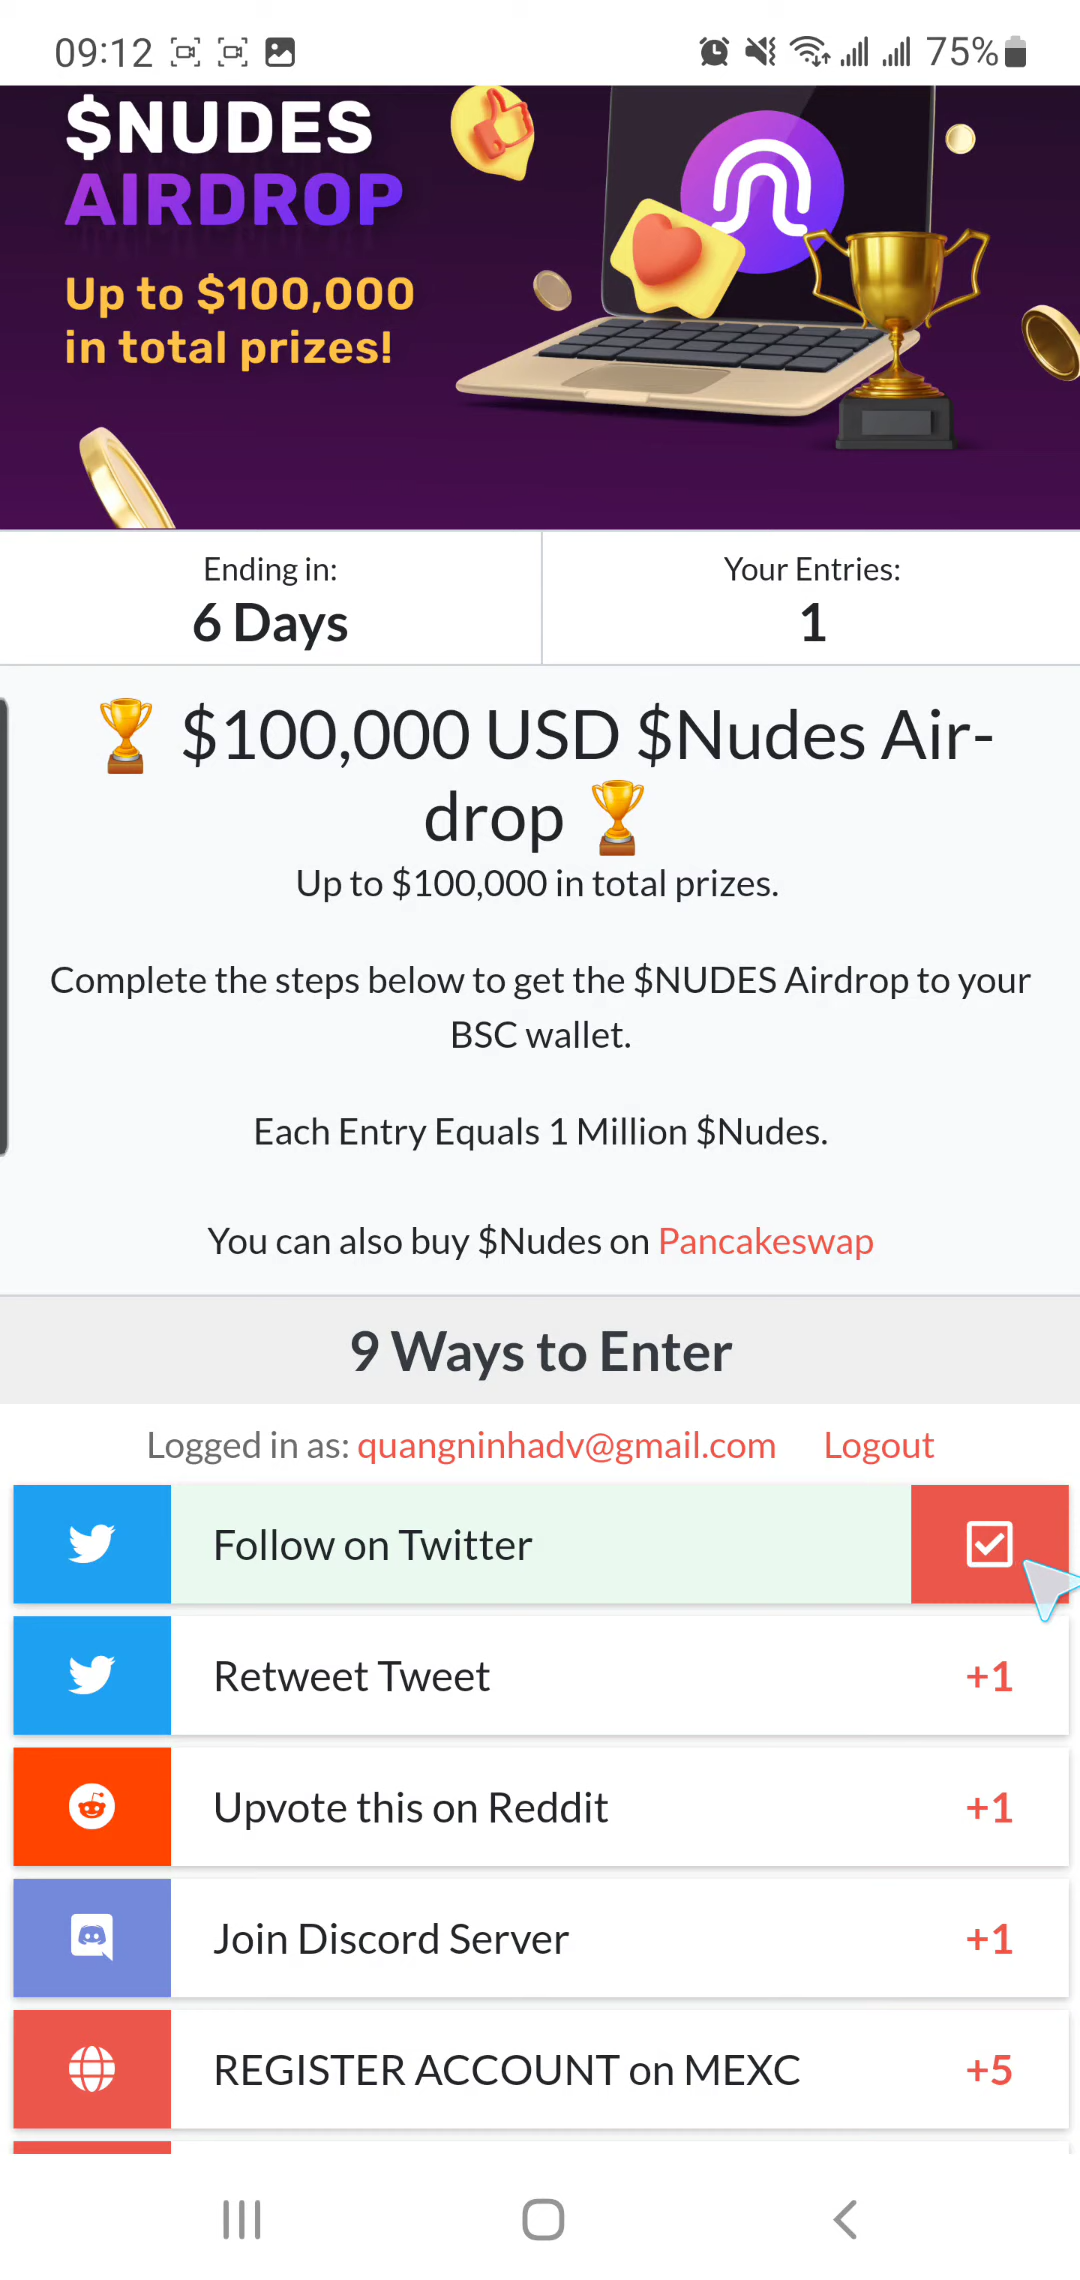 09:12
75%
$NUDES
AIRDROP
Up to $100,000
in total prizes!
Ending in:
6 Days
Your Entries:
1
🏆 $100,000 USD $Nudes Air-
drop 🏆
Up to $100,000 in total prizes.
Complete the steps below to get the $NUDES Airdrop to your
BSC wallet.
Each Entry Equals 1 Million $Nudes.
You can also buy $Nudes on Pancakeswap
9 Ways to Enter
Logged in as: quangninhadv@gmail.com Logout
Follow on Twitter
Retweet Tweet +1
Upvote this on Reddit +1
Join Discord Server +1
REGISTER ACCOUNT on MEXC +5